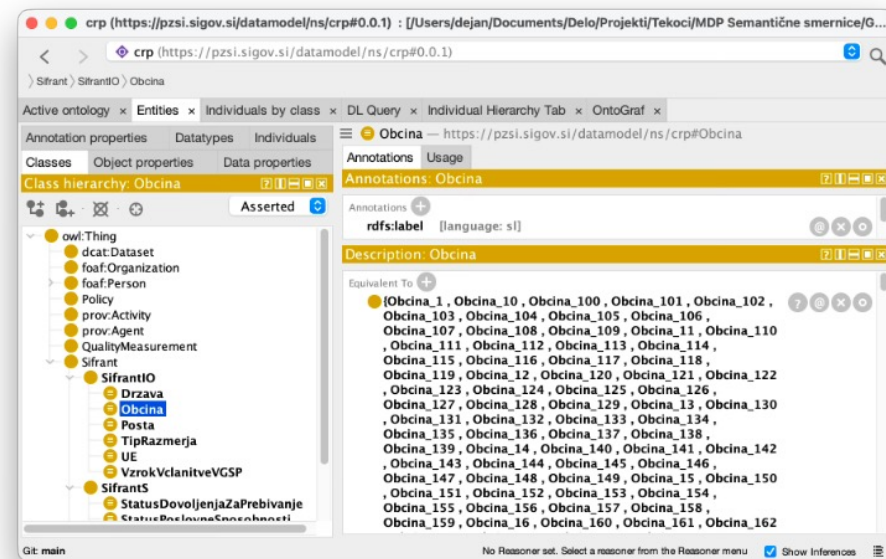 crp (https://pzsi.sigov.si/datamodel/ns/crp#0.0.1) : [/Users/dejan/Documents/Delo/Projekti/Tekoci/MDP Semantične smernice/G...
crp (https://pzsi.sigov.si/datamodel/ns/crp#0.0.1)
Sifrant SifrantIO Obcina
Active ontology × Entities × Individuals by class × DL Query × Individual Hierarchy Tab × OntoGraf ×
Annotation properties Datatypes Individuals
Classes Object properties Data properties
Class hierarchy: Obcina
Asserted
owl:Thing
dcat:Dataset
foaf:Organization
foaf:Person
Policy
prov:Activity
prov:Agent
QualityMeasurement
Sifrant
SifrantIO
Drzava
Obcina
Posta
TipRazmerja
UE
VzrokVclanitveVGSP
SifrantS
StatusDovoljenjaZaPrebivanje
StatusPoslovneSposobnosti
Obcina — https://pzsi.sigov.si/datamodel/ns/crp#Obcina
Annotations Usage
Annotations: Obcina
Annotations
rdfs:label [language: sl]
Description: Obcina
Equivalent To
{Obcina_1 , Obcina_10 , Obcina_100 , Obcina_101 , Obcina_102 ,
Obcina_103 , Obcina_104 , Obcina_105 , Obcina_106 ,
Obcina_107 , Obcina_108 , Obcina_109 , Obcina_11 , Obcina_110
, Obcina_111 , Obcina_112 , Obcina_113 , Obcina_114 ,
Obcina_115 , Obcina_116 , Obcina_117 , Obcina_118 ,
Obcina_119 , Obcina_12 , Obcina_120 , Obcina_121 , Obcina_122
, Obcina_123 , Obcina_124 , Obcina_125 , Obcina_126 ,
Obcina_127 , Obcina_128 , Obcina_129 , Obcina_13 , Obcina_130
, Obcina_131 , Obcina_132 , Obcina_133 , Obcina_134 ,
Obcina_135 , Obcina_136 , Obcina_137 , Obcina_138 ,
Obcina_139 , Obcina_14 , Obcina_140 , Obcina_141 , Obcina_142
, Obcina_143 , Obcina_144 , Obcina_145 , Obcina_146 ,
Obcina_147 , Obcina_148 , Obcina_149 , Obcina_15 , Obcina_150
, Obcina_151 , Obcina_152 , Obcina_153 , Obcina_154 ,
Obcina_155 , Obcina_156 , Obcina_157 , Obcina_158 ,
Obcina_159 , Obcina_16 , Obcina_160 , Obcina_161 , Obcina_162
Git: main
No Reasoner set. Select a reasoner from the Reasoner menu Show Inferences